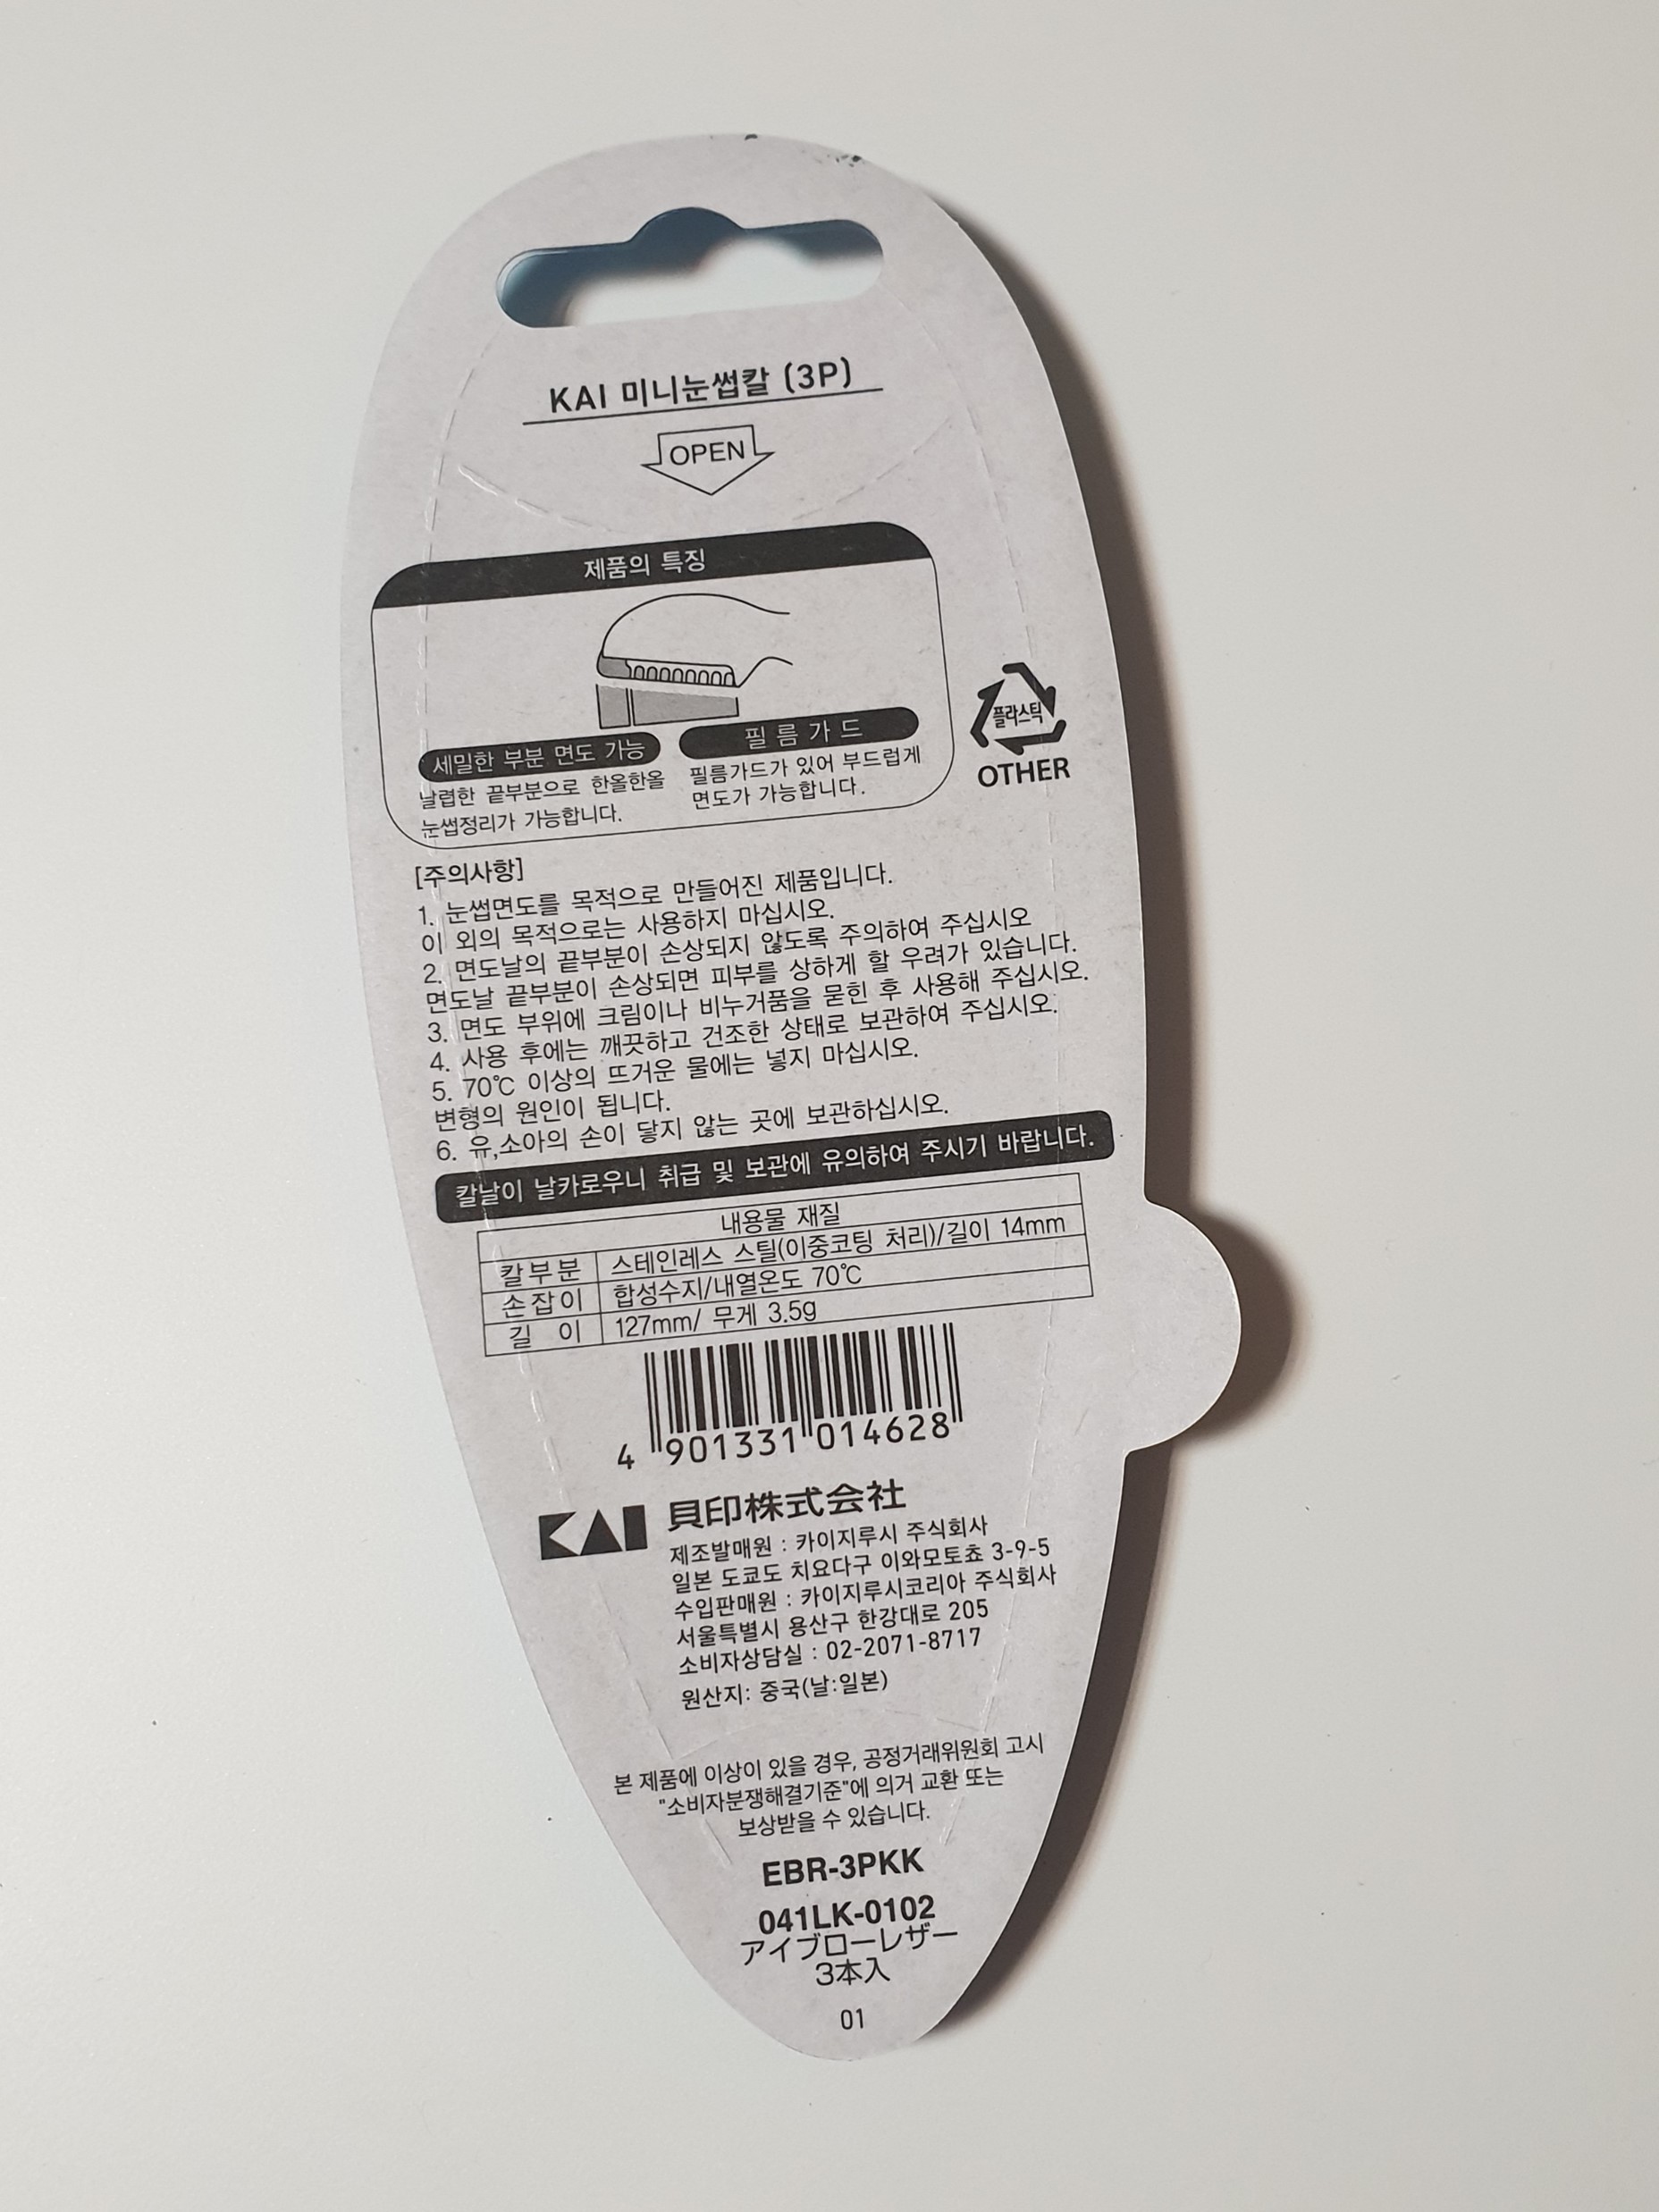 KAI 미니눈썹칼 (3P)
OPEN
제품의 특징
세밀한 부분 면도 가능
날렵한 끝부분으로 한올한올
눈썹정리가 가능합니다.
필름가드
필름가드가 있어 부드럽게
면도가 가능합니다.
플라스틱
OTHER
[주의사항]
1. 눈썹면도를 목적으로 만들어진 제품입니다.
이 외의 목적으로는 사용하지 마십시오.
2. 면도날의 끝부분이 손상되지 않도록 주의하여 주십시오
면도날 끝부분이 손상되면 피부를 상하게 할 우려가 있습니다.
3. 면도 부위에 크림이나 비누거품을 묻힌 후 사용해 주십시오.
4. 사용 후에는 깨끗하고 건조한 상태로 보관하여 주십시오.
5. 70℃ 이상의 뜨거운 물에는 넣지 마십시오.
변형의 원인이 됩니다.
6. 유,소아의 손이 닿지 않는 곳에 보관하십시오.
칼날이 날카로우니 취급 및 보관에 유의하여 주시기 바랍니다.
내용물 재질
칼부분 스테인레스 스틸(이중코팅 처리)/길이 14mm
손잡이 합성수지/내열온도 70℃
길 이 127mm/ 무게 3.5g
4 901331 014628
KAI 貝印株式会社
제조발매원 : 카이지루시 주식회사
일본 도쿄도 치요다구 이와모토쵸 3-9-5
수입판매원 : 카이지루시코리아 주식회사
서울특별시 용산구 한강대로 205
소비자상담실 : 02-2071-8717
원산지: 중국(날:일본)
본 제품에 이상이 있을 경우, 공정거래위원회 고시
"소비자분쟁해결기준"에 의거 교환 또는
보상받을 수 있습니다.
EBR-3PKK
041LK-0102
アイブローレザー
3本入
01